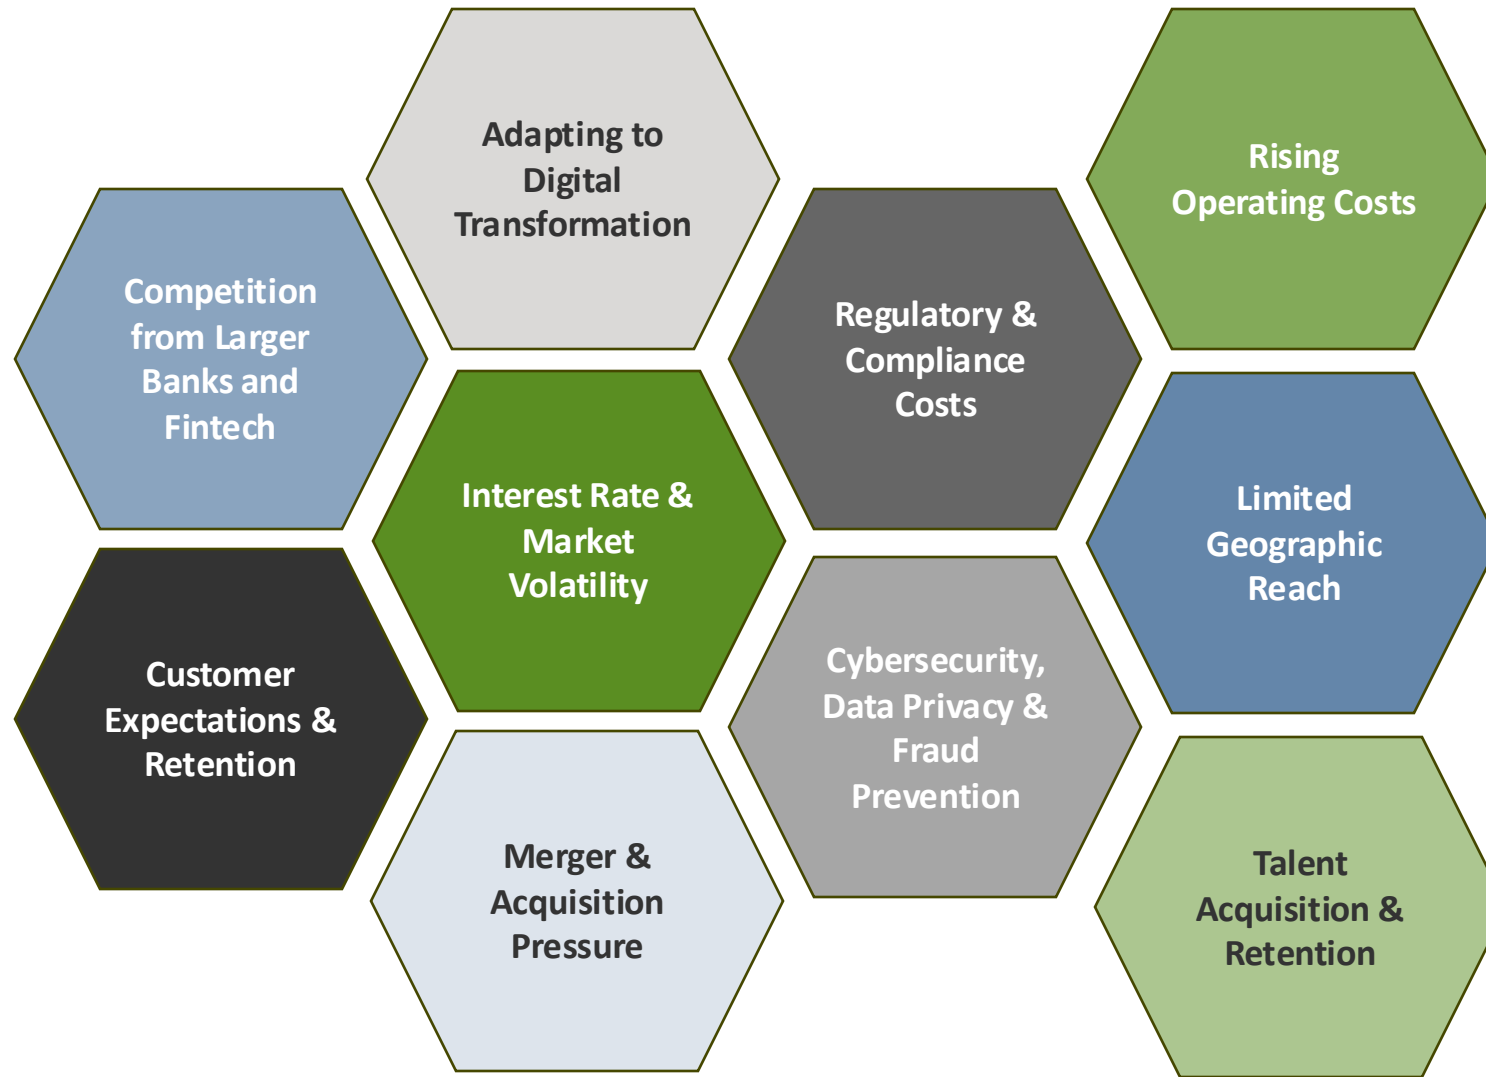 Adapting to
Digital
Transformation
Rising
Operating Costs
Competition
from Larger
Banks and
Fintech
Regulatory &
Compliance
Costs
Interest Rate &
Market
Volatility
Limited
Geographic
Reach
Customer
Expectations &
Retention
Cybersecurity,
Data Privacy &
Fraud
Prevention
Merger &
Acquisition
Pressure
Talent
Acquisition &
Retention